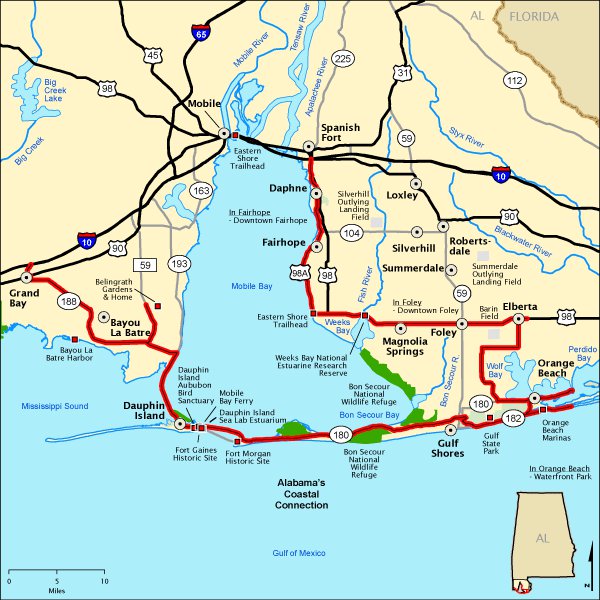 AL
FLORIDA
65
45
98
Mobile River
Tensaw River
Apalachee River
225
31
112
Big
Creek
Lake
Big Creek
Mobile
Eastern
Shore
Trailhead
Spanish
Fort
59
Styx River
10
163
Daphne
Silverhill
Outlying
Landing
Field
Loxley
90
In Fairhope
- Downtown Fairhope
104
Silverhill
Roberts-
dale
Blackwater River
10
90
Fairhope
Summerdale
Summerdale
Outlying
Landing Field
59
193
Belingrath
Gardens
& Home
98A
98
Fish River
59
Grand
Bay
188
Mobile Bay
In Foley
- Downtown Foley
Barin
Field
Elberta
98
Bayou
La Batre
Eastern Shore
Trailhead
Weeks
Bay
Magnolia
Springs
Foley
Bayou La
Batre Harbor
Weeks Bay National
Estuarine Research
Reserve
Bon Secour R.
Wolf
Bay
Perdido
Bay
Orange
Beach
Dauphin
Island
Aubudon
Bird
Sanctuary
Mobile
Bay Ferry
Bon Secour
National
Wildlife
Refuge
Mississippi Sound
Dauphin
Island
Dauphin Island
Sea Lab Estuarium
Bon Secour Bay
180
182
180
Fort Gaines
Historic Site
Fort Morgan
Historic Site
Bon Secour
National
Wildlife
Refuge
Gulf
Shores
Gulf
State
Park
Orange
Beach
Marinas
In Orange Beach
- Waterfront Park
Alabama's
Coastal
Connection
Gulf of Mexico
AL
0 5 10
Miles